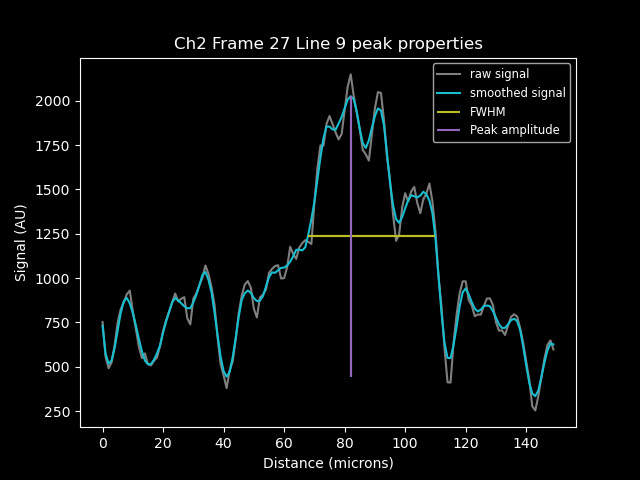 Ch2 Frame 27 Line 9 peak properties
raw signal
smoothed signal
FWHM
Peak amplitude
Signal (AU)
2000
1750
1500
1250
1000
750
500
250
0 20 40 60 80 100 120 140
Distance (microns)